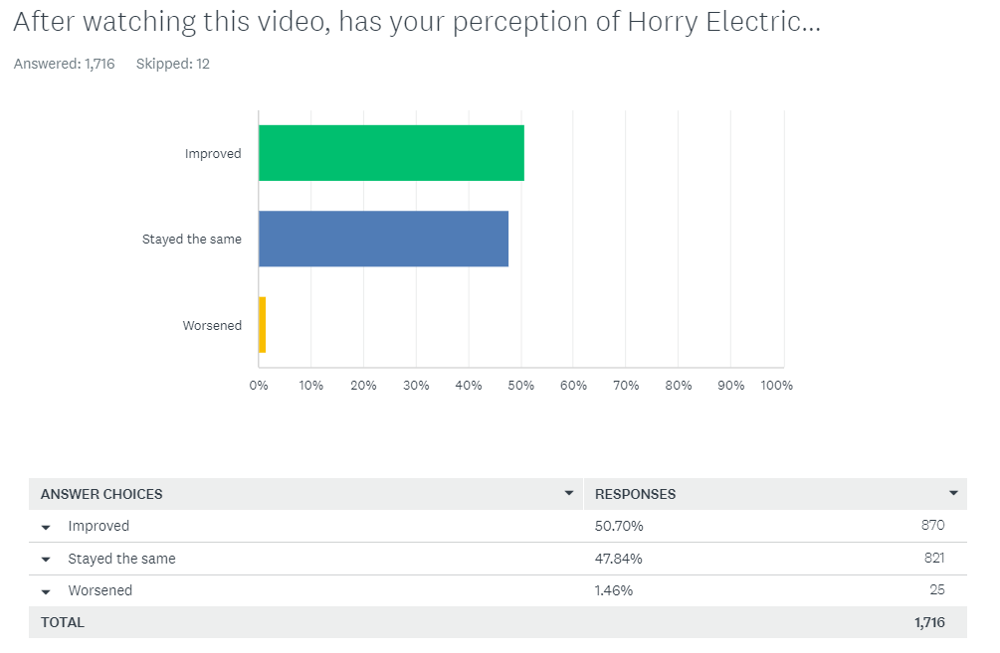 After watching this video, has your perception of Horry Electric...
Answered: 1,716 Skipped: 12
Improved
Stayed the same
Worsened
0% 10% 20% 30% 40% 50% 60% 70% 80% 90% 100%
ANSWER CHOICES RESPONSES
Improved 50.70% 870
Stayed the same 47.84% 821
Worsened 1.46% 25
TOTAL 1,716